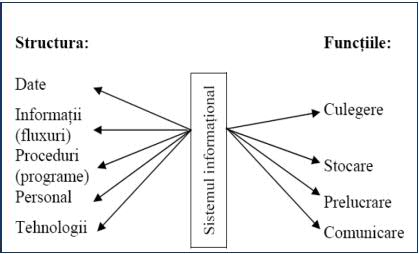 Structura:
Date
Informații
(fluxuri)
Proceduri
(programe)
Personal
Tehnologii
Sistemul informațional
Funcțiile:
Culegere
Stocare
Prelucrare
Comunicare